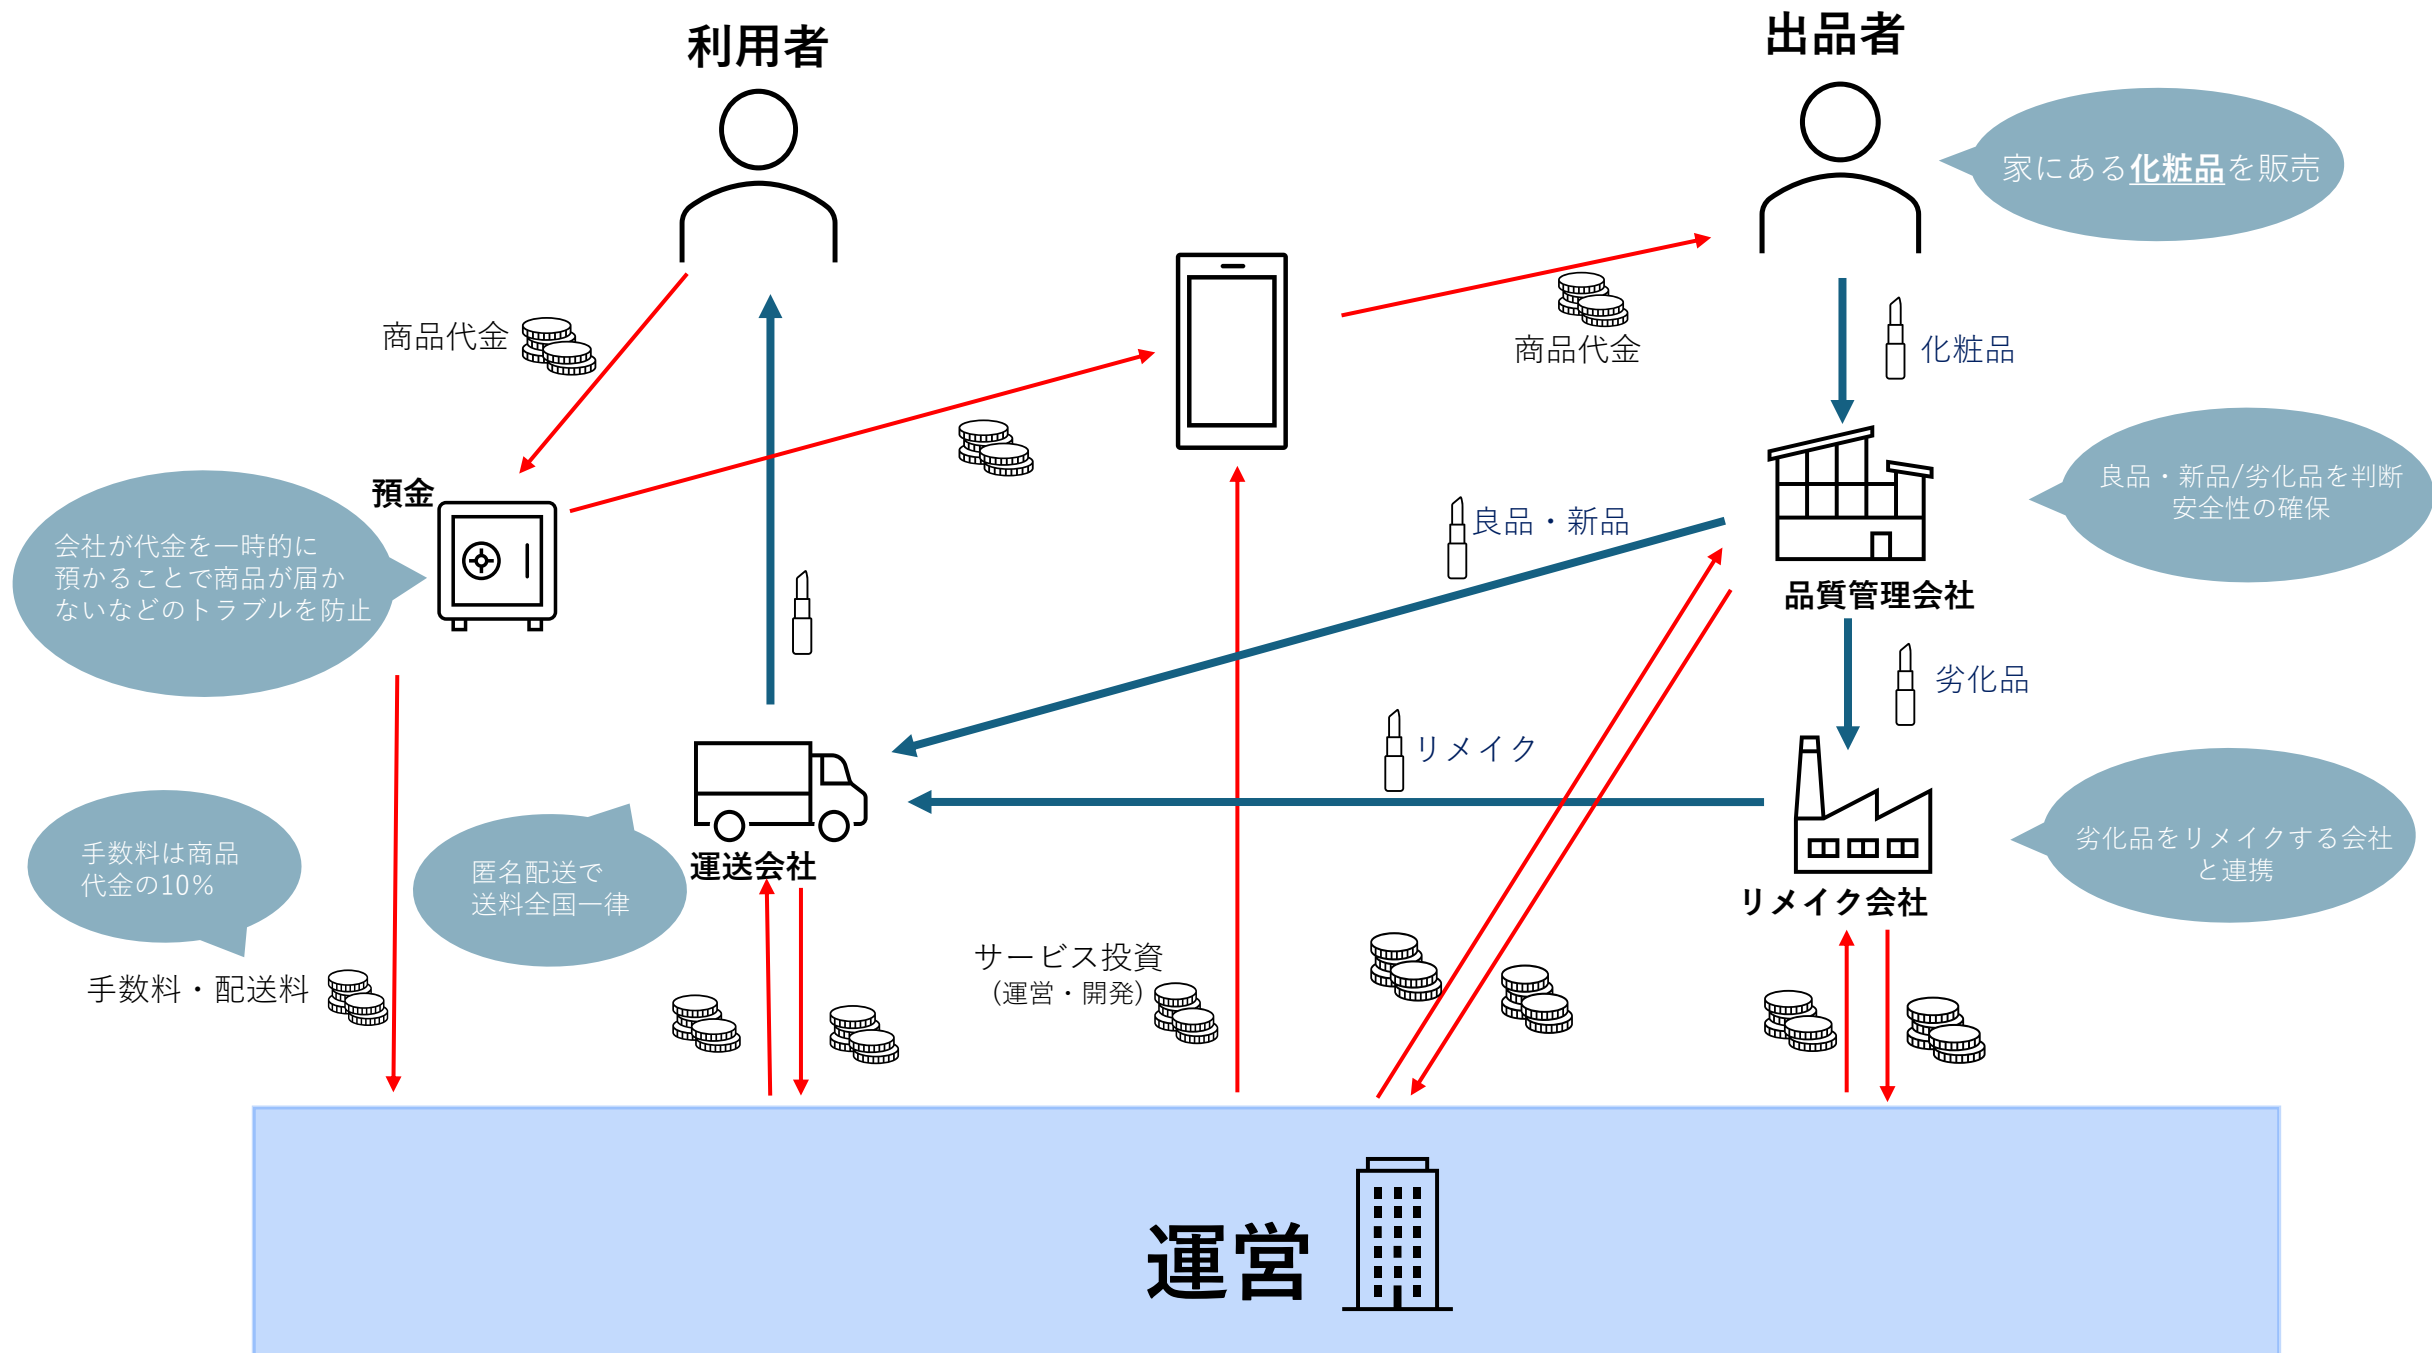 利用者
出品者
家にある化粧品を販売
商品代金
商品代金
化粧品
預金
会社が代金を一時的に
預かることで商品が届か
ないなどのトラブルを防止
良品・新品
良品・新品/劣化品を判断
安全性の確保
品質管理会社
劣化品
リメイク
手数料は商品
代金の10%
運送会社
匿名配送で
送料全国一律
劣化品をリメイクする会社
と連携
リメイク会社
手数料・配送料
サービス投資
（運営・開発）
運営